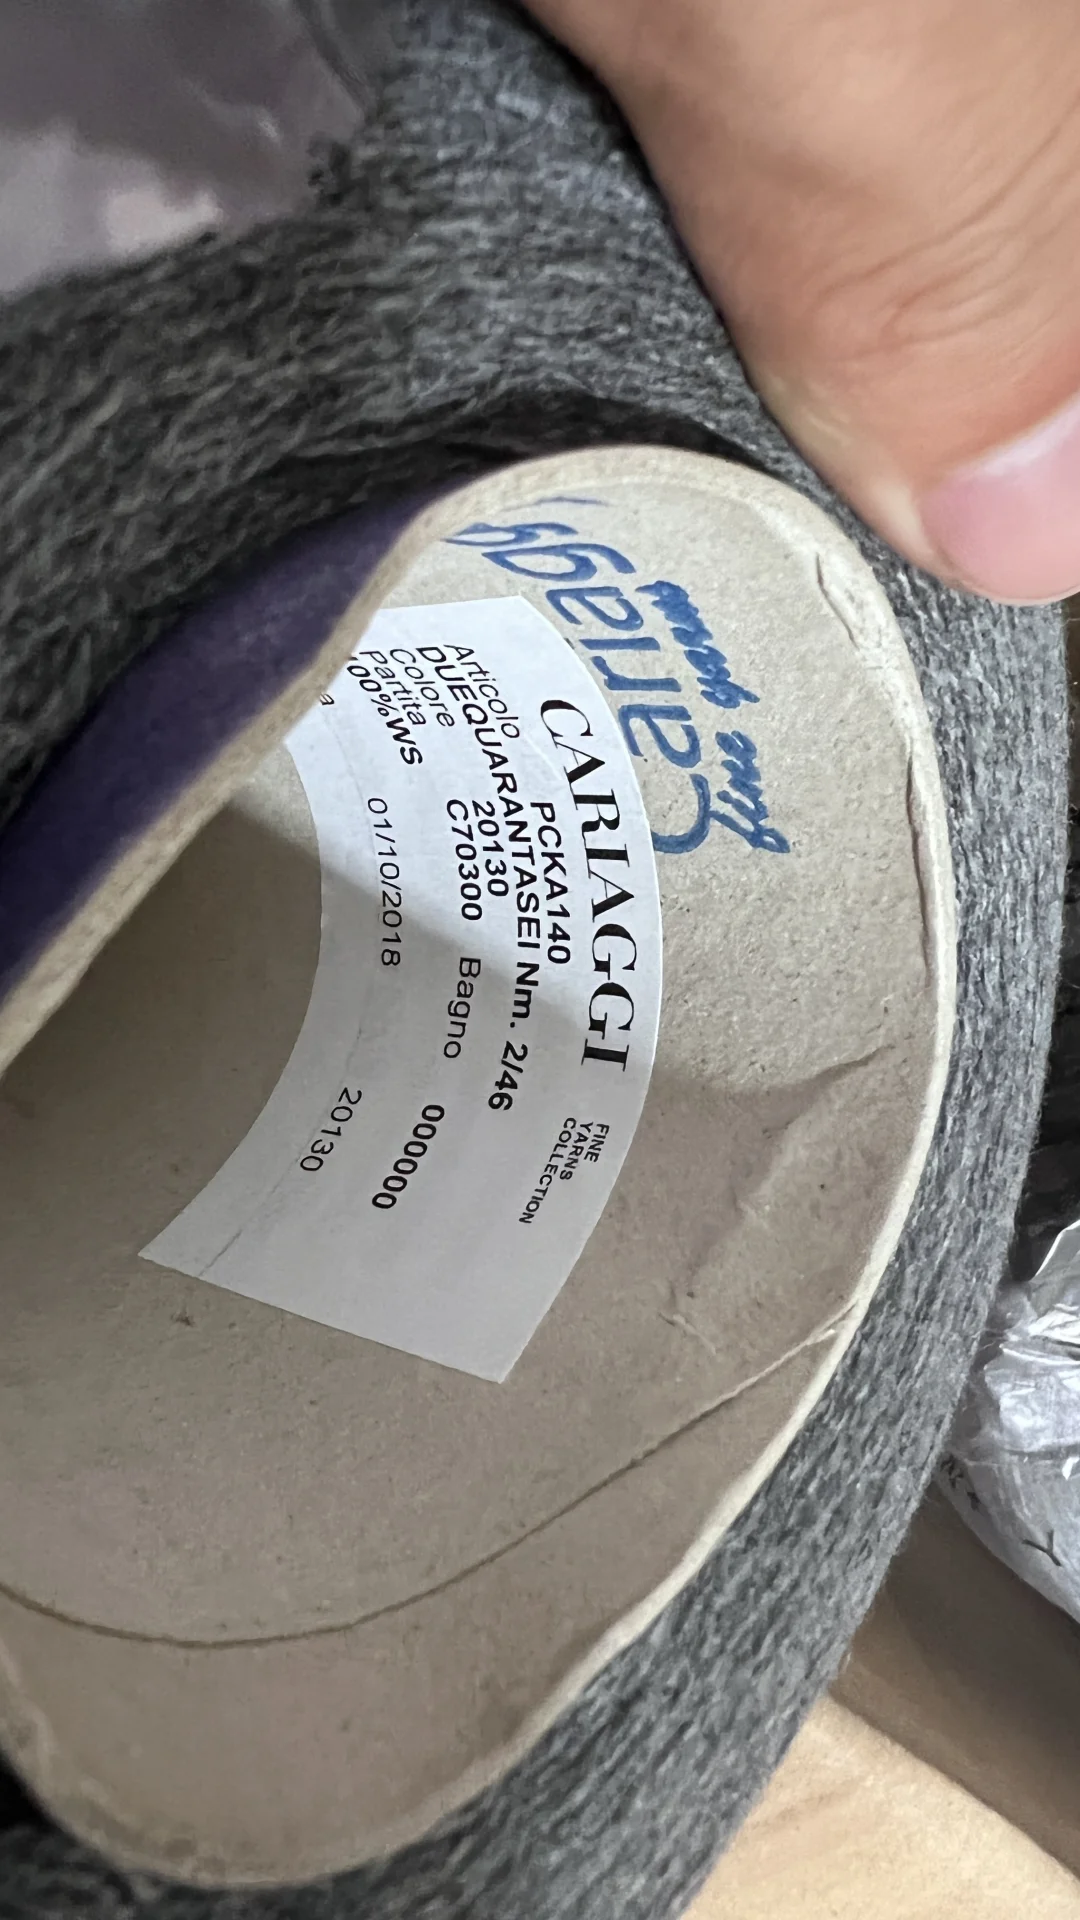 Cariaggi
CARIAGGI
FINE
YARNS
COLLECTION
Articolo PCKA140
DUEQUARANTASEI Nm. 2/46
Colore 20130
Partita C70300 Bagno 000000
100%WS
01/10/2018 20130